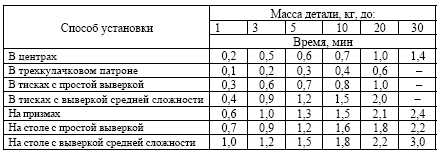 Способ установки Масса детали, кг, до:
1 3 5 10 20 30
Время, мин
В центрах 0,2 0,5 0,6 0,7 1,0 1,4
В трехкулачковом патроне 0,1 0,2 0,3 0,4 0,6 –
В тисках с простой выверкой 0,3 0,6 0,7 0,8 1,0 –
В тисках с выверкой средней сложности 0,4 0,9 1,2 1,5 2,0 –
На призмах 0,6 1,0 1,3 1,5 2,1 2,4
На столе с простой выверкой 0,7 0,9 1,2 1,6 1,8 2,2
На столе с выверкой средней сложности 1,0 1,2 1,5 1,8 2,2 3,0